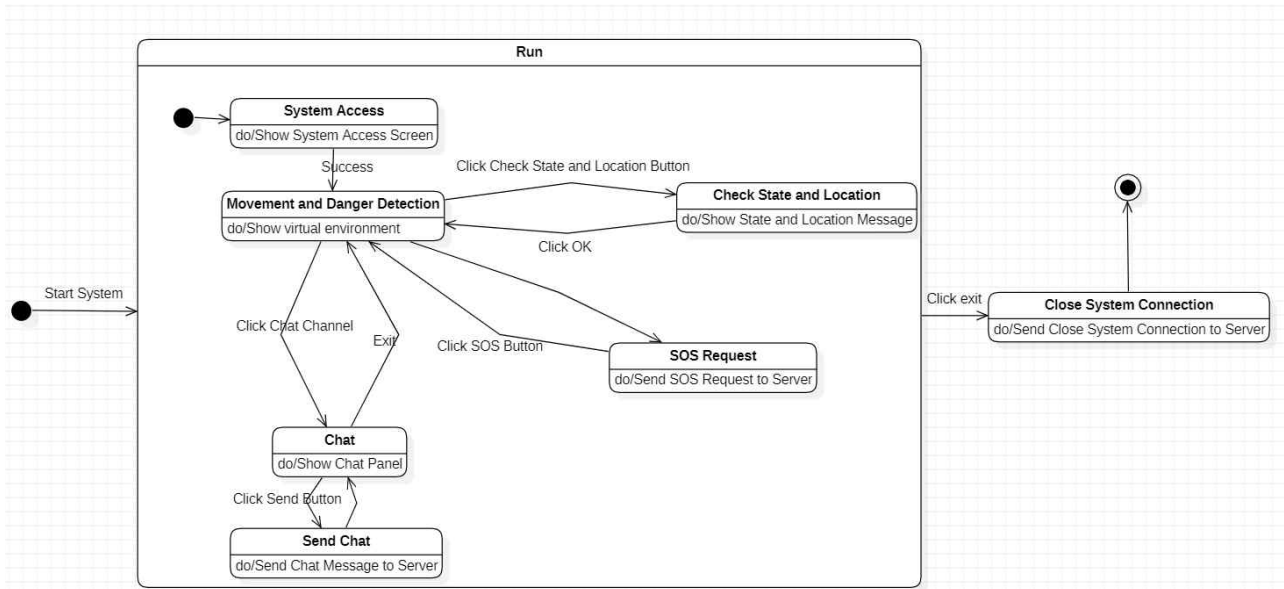 Run
System Access
do/Show System Access Screen
Success
Click Check State and Location Button
Movement and Danger Detection
do/Show virtual environment
Check State and Location
do/Show State and Location Message
Click OK
Start System
Click exit
Close System Connection
do/Send Close System Connection to Server
Click Chat Channel
Exit
Click SOS Button
SOS Request
do/Send SOS Request to Server
Chat
do/Show Chat Panel
Click Send Button
Send Chat
do/Send Chat Message to Server